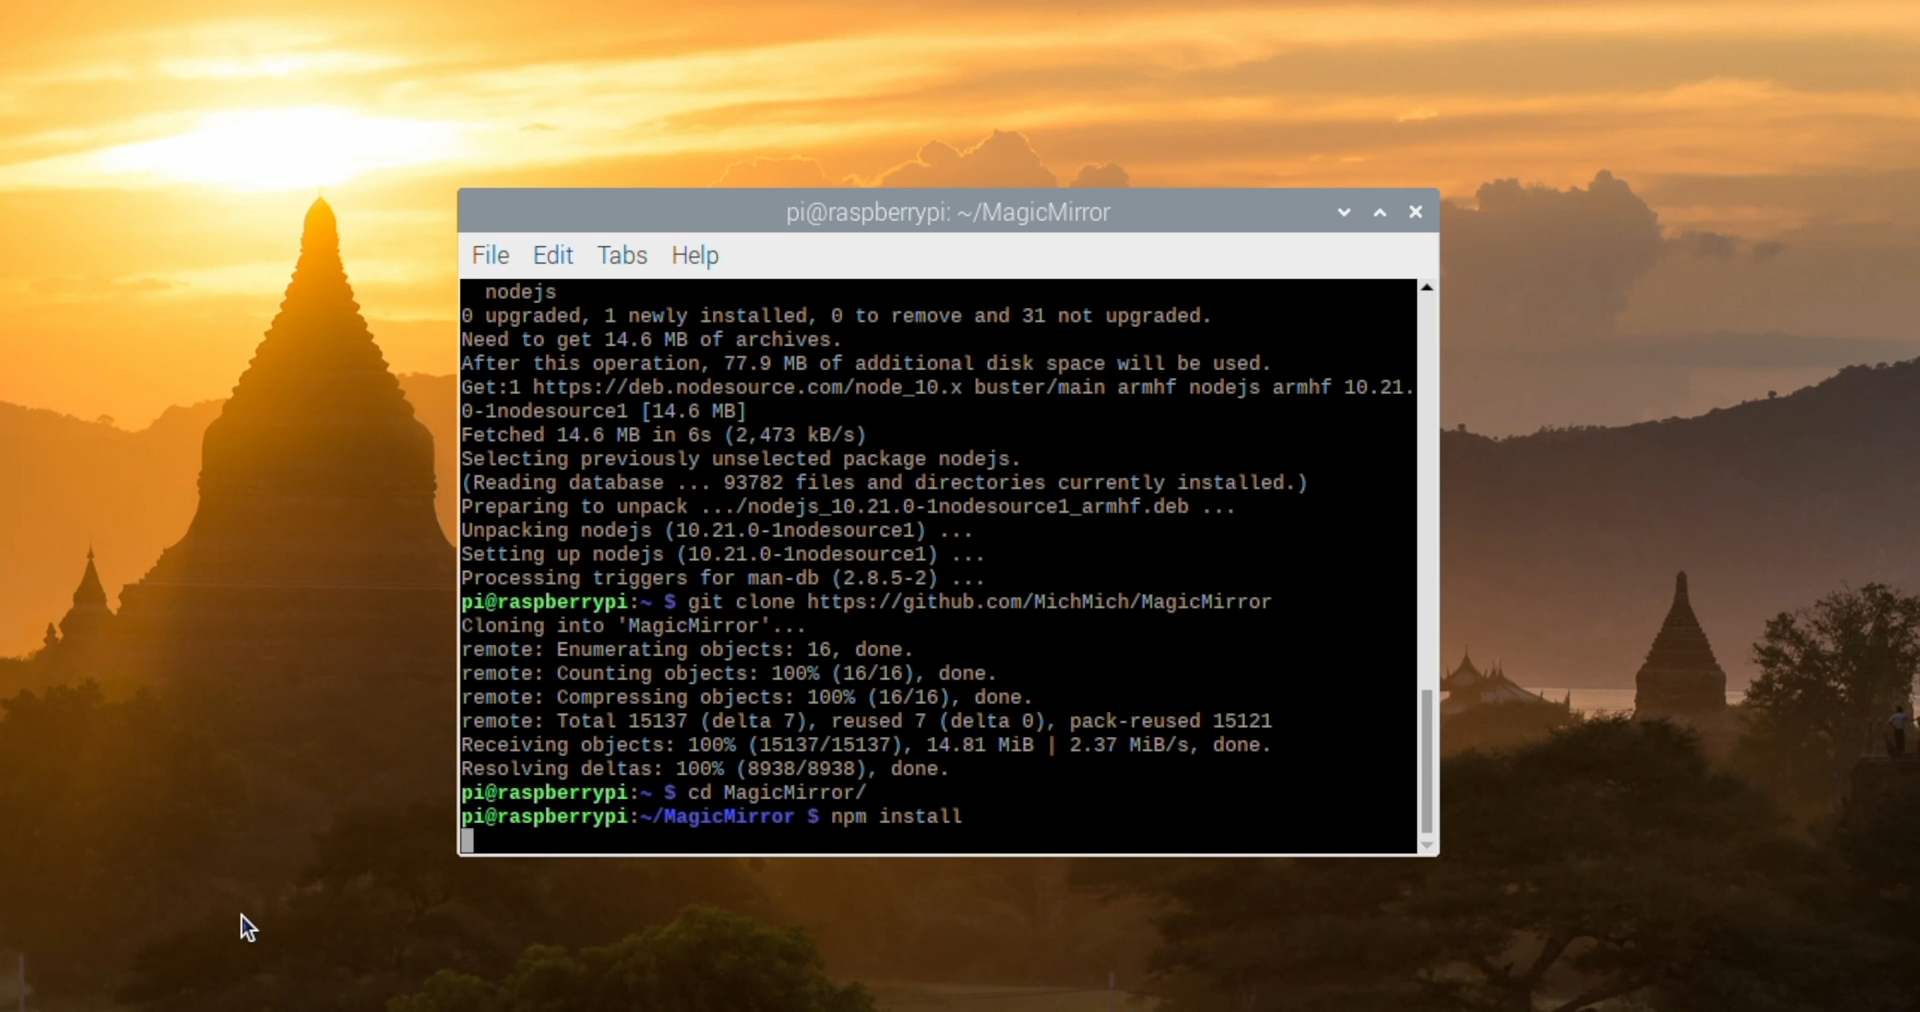 pi@raspberrypi: ~/MagicMirror
File Edit Tabs Help
nodejs
0 upgraded, 1 newly installed, 0 to remove and 31 not upgraded.
Need to get 14.6 MB of archives.
After this operation, 77.9 MB of additional disk space will be used.
Get:1 https://deb.nodesource.com/node_10.x buster/main armhf nodejs armhf 10.21.
0-1nodesource1 [14.6 MB]
Fetched 14.6 MB in 6s (2,473 kB/s)
Selecting previously unselected package nodejs.
(Reading database ... 93782 files and directories currently installed.)
Preparing to unpack .../nodejs_10.21.0-1nodesource1_armhf.deb ...
Unpacking nodejs (10.21.0-1nodesource1) ...
Setting up nodejs (10.21.0-1nodesource1) ...
Processing triggers for man-db (2.8.5-2) ...
pi@raspberrypi:~ $ git clone https://github.com/MichMich/MagicMirror
Cloning into 'MagicMirror'...
remote: Enumerating objects: 16, done.
remote: Counting objects: 100% (16/16), done.
remote: Compressing objects: 100% (16/16), done.
remote: Total 15137 (delta 7), reused 7 (delta 0), pack-reused 15121
Receiving objects: 100% (15137/15137), 14.81 MiB | 2.37 MiB/s, done.
Resolving deltas: 100% (8938/8938), done.
pi@raspberrypi:~ $ cd MagicMirror/
pi@raspberrypi:~/MagicMirror $ npm install